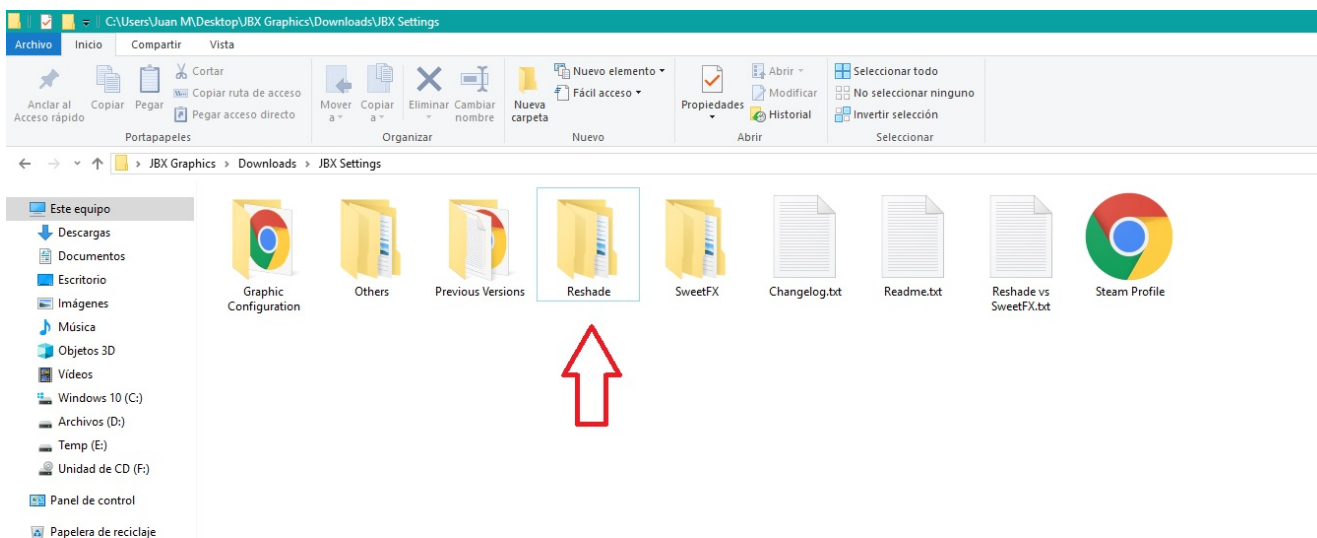 C:\Users\Juan M\Desktop\JBX Graphics\Downloads\JBX Settings
Archivo Inicio Compartir Vista
Anclar al
Acceso rápido
Copiar
Pegar
Cortar
Copiar ruta de acceso
Pegar acceso directo
Portapapeles
Mover
a
Copiar
a
Eliminar
Cambiar
nombre
Organizar
Nueva
carpeta
Nuevo elemento
Fácil acceso
Nuevo
Propiedades
Abrir
Modificar
Historial
Abrir
Seleccionar todo
No seleccionar ninguno
Invertir selección
Seleccionar
JBX Graphics > Downloads > JBX Settings
Este equipo
Descargas
Documentos
Escritorio
Imágenes
Música
Objetos 3D
Vídeos
Windows 10 (C:)
Archivos (D:)
Temp (E:)
Unidad de CD (F:)
Panel de control
Papelera de reciclaje
Graphic
Configuration
Others
Previous Versions
Reshade
SweetFX
Changelog.txt
Readme.txt
Reshade vs
SweetFX.txt
Steam Profile